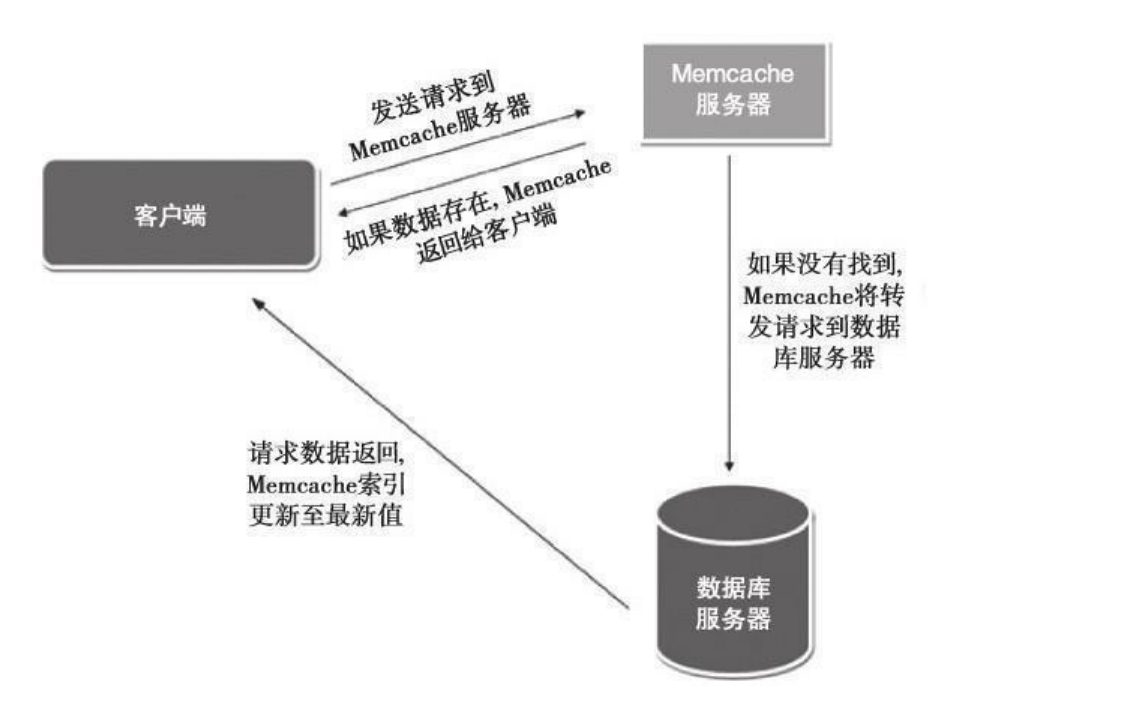 Memcache
服务器
发送请求到
Memcache服务器
客户端
如果数据存在, Memcache
返回给客户端
如果没有找到,
Memcache将转
发请求到数据
库服务器
请求数据返回,
Memcache索引
更新至最新值
数据库
服务器